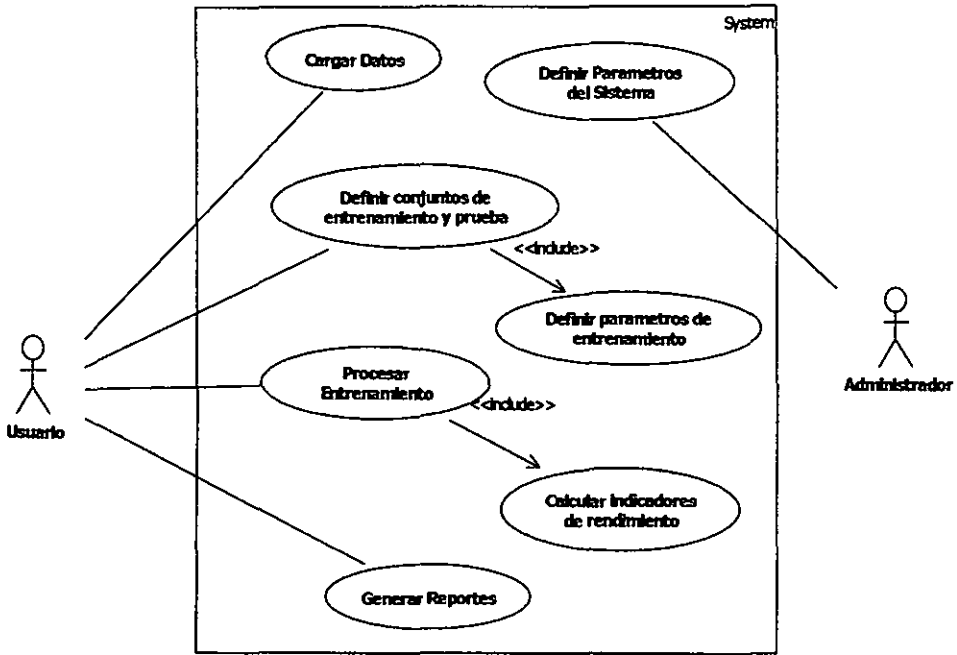 System
Cargar Datos
Definir Parametros
del Sistema
Definir conjuntos de
entrenamiento y prueba
<<include>>
Definir parametros de
entrenamiento
Procesar
Entrenamiento
<<include>>
Usuario
Administrador
Calcular indicadores
de rendimiento
Generar Reportes